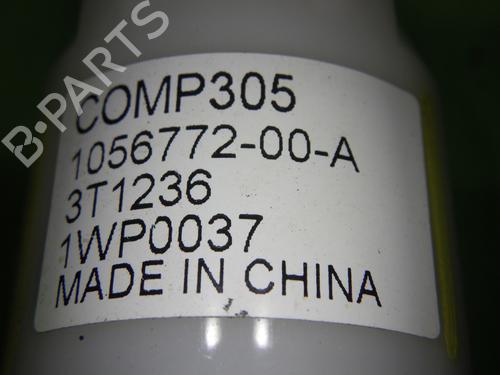 B-PARTS
COMP305
1056772-00-A
3T1236
1WP0037
MADE IN CHINA